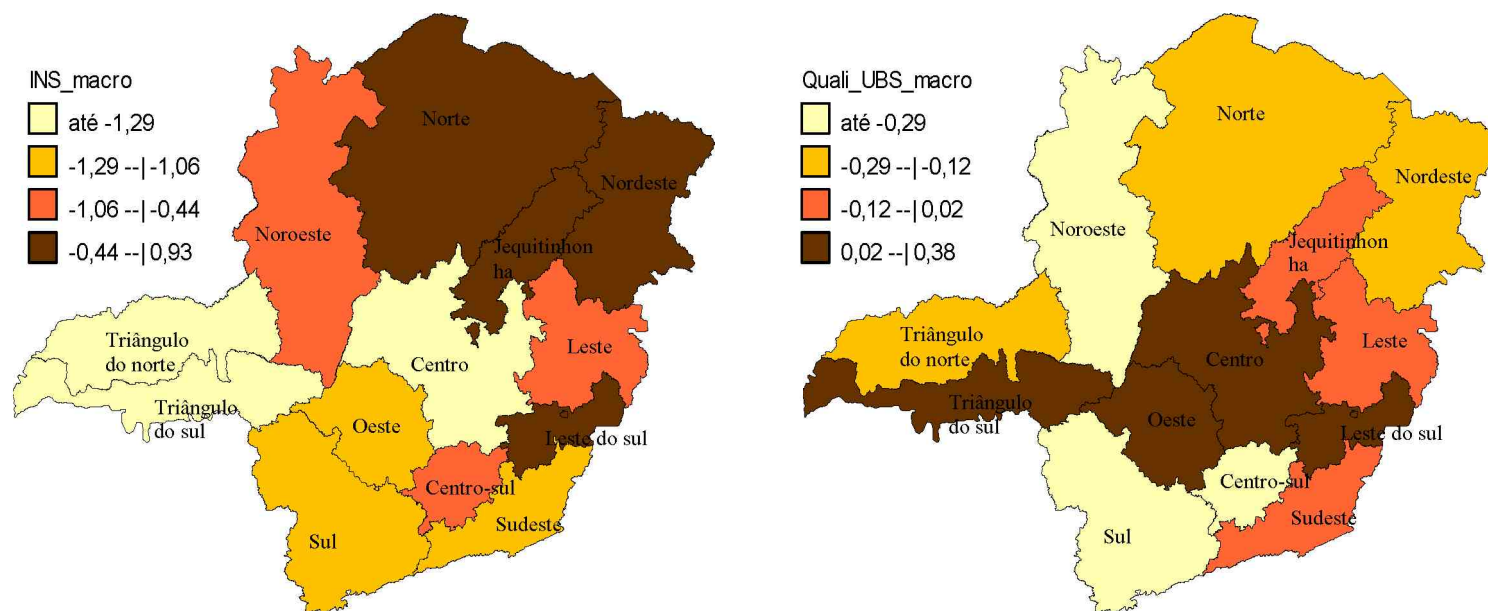 INS_macro
até -1,29
-1,29 --| -1,06
-1,06 --| -0,44
-0,44 --| 0,93
Norte
Nordeste
Noroeste
Jequitinhon
ha
Triângulo
do norte
Centro
Leste
Triângulo
do sul
Oeste
Leste do sul
Centro-sul
Sudeste
Sul
Quali_UBS_macro
até -0,29
-0,29 --| -0,12
-0,12 --| 0,02
0,02 --| 0,38
Norte
Nordeste
Noroeste
Jequitinhon
ha
Triângulo
do norte
Centro
Leste
Triângulo
do sul
Oeste
Leste do sul
Centro-sul
Sudeste
Sul